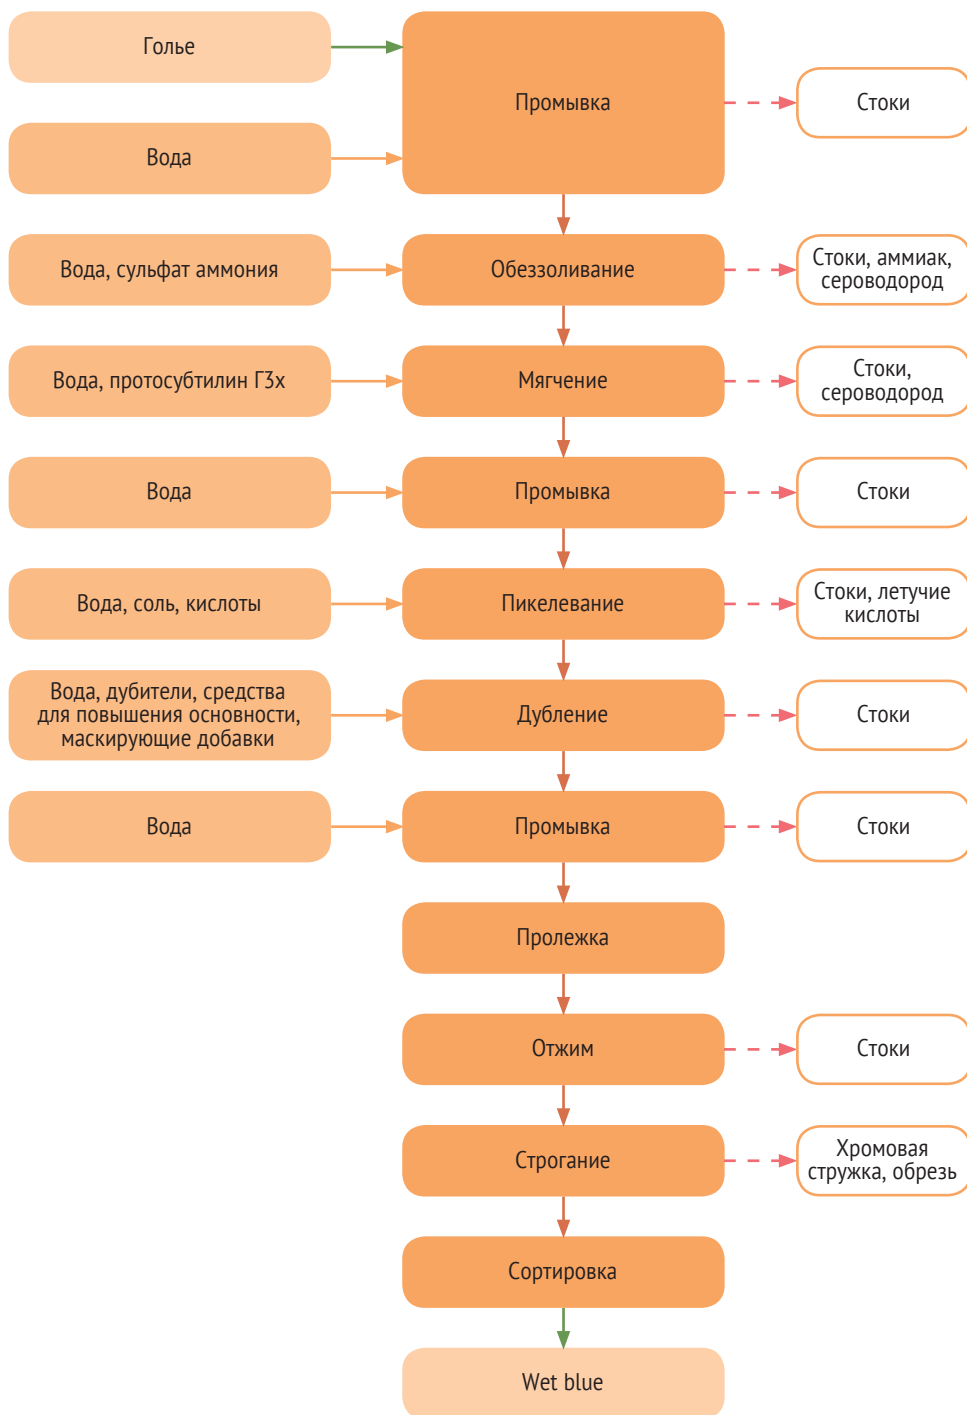 Голье
Промывка
Стоки
Вода
Вода, сульфат аммония
Обеззоливание
Стоки, аммиак,
сероводород
Вода, протосубтилин Г3х
Мягчение
Стоки,
сероводород
Вода
Промывка
Стоки
Вода, соль, кислоты
Пикелевание
Стоки, летучие
кислоты
Вода, дубители, средства
для повышения основности,
маскирующие добавки
Дубление
Стоки
Вода
Промывка
Стоки
Пролежка
Отжим
Стоки
Строгание
Хромовая
стружка, обрезь
Сортировка
Wet blue